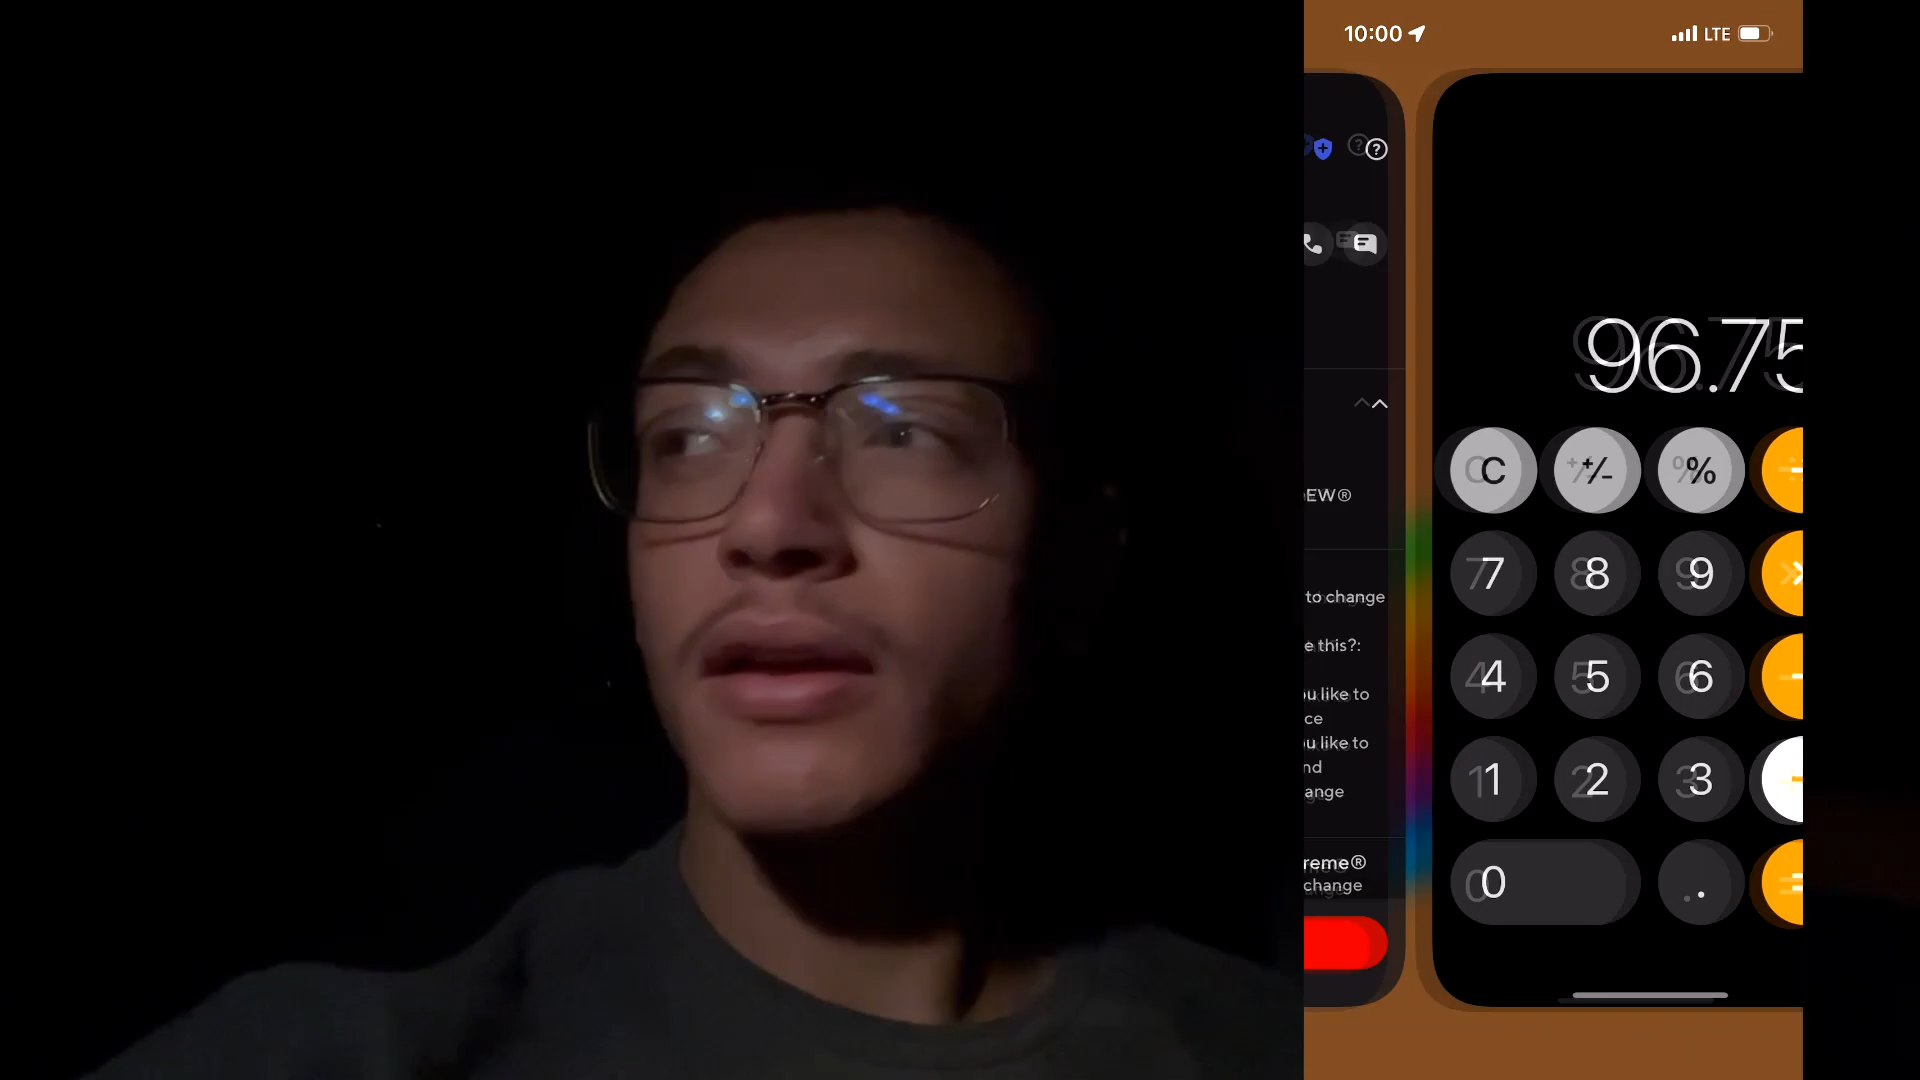 10:00
LTE
EW®
to change
e this?:
u like to
ce
u like to
nd
ange
reme®
change
96.75
C +/- %
7 8 9
4 5 6
1 2 3 +
0 . =